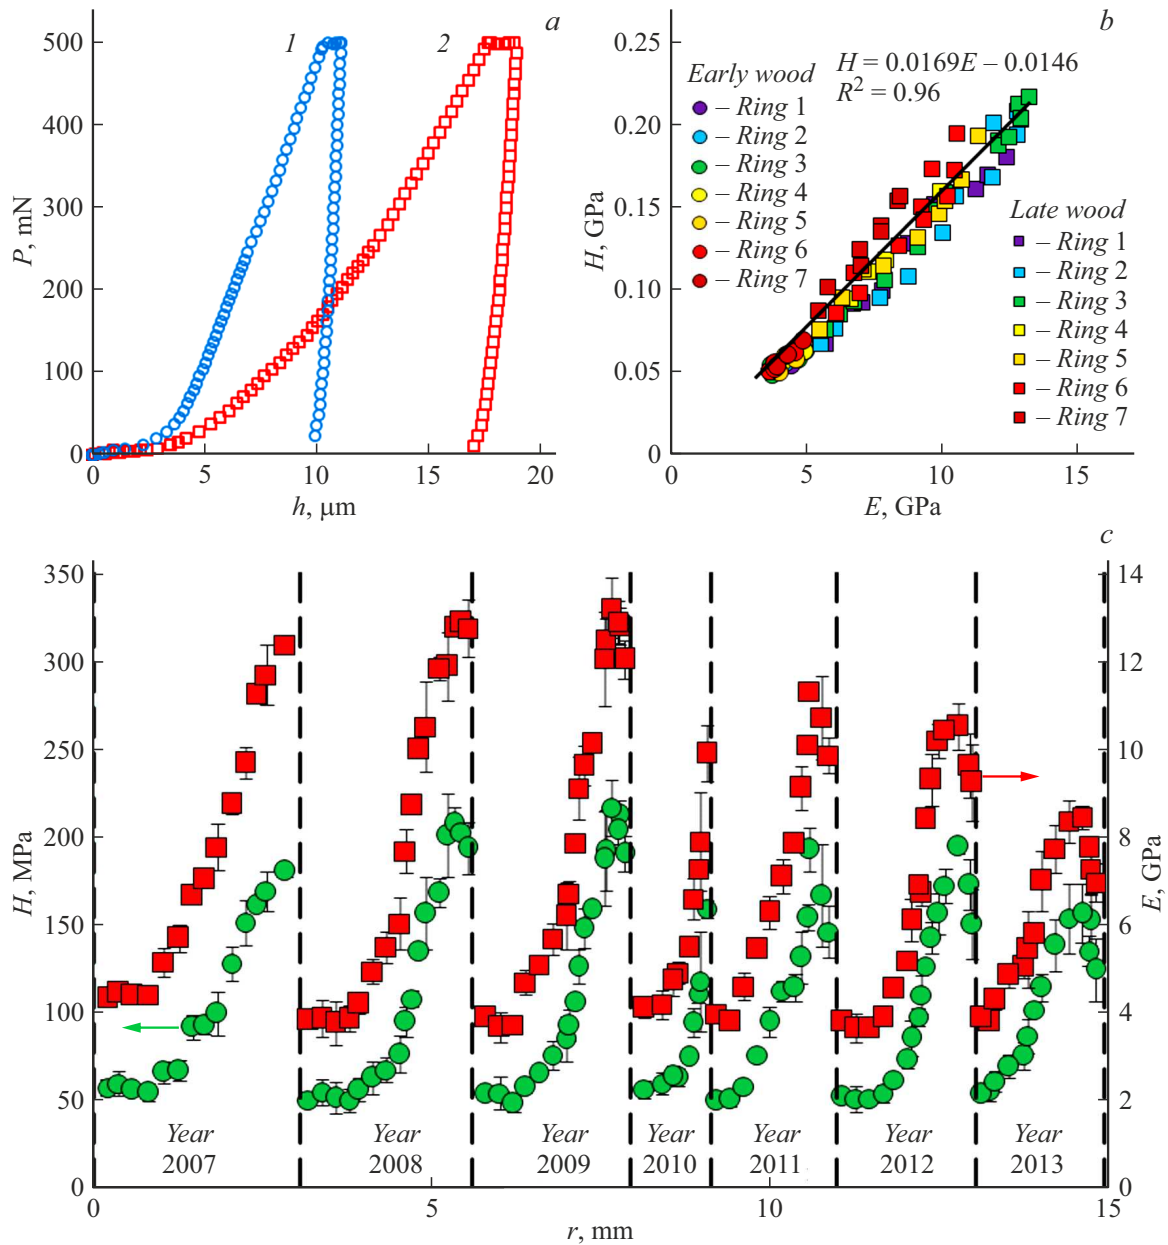 a
500
400
300
200
100
0
P, mN
1
2
0
5
10
15
20
h, μm
b
0.25
0.20
0.15
0.10
0.05
0
H, GPa
H = 0.0169E – 0.0146
R² = 0.96
Early wood
– Ring 1
– Ring 2
– Ring 3
– Ring 4
– Ring 5
– Ring 6
– Ring 7
Late wood
– Ring 1
– Ring 2
– Ring 3
– Ring 4
– Ring 5
– Ring 6
– Ring 7
0
5
10
15
E, GPa
c
350
300
250
200
150
100
50
0
H, MPa
14
12
10
8
6
4
2
0
E, GPa
Year
2007
Year
2008
Year
2009
Year
2010
Year
2011
Year
2012
Year
2013
0
5
10
15
r, mm